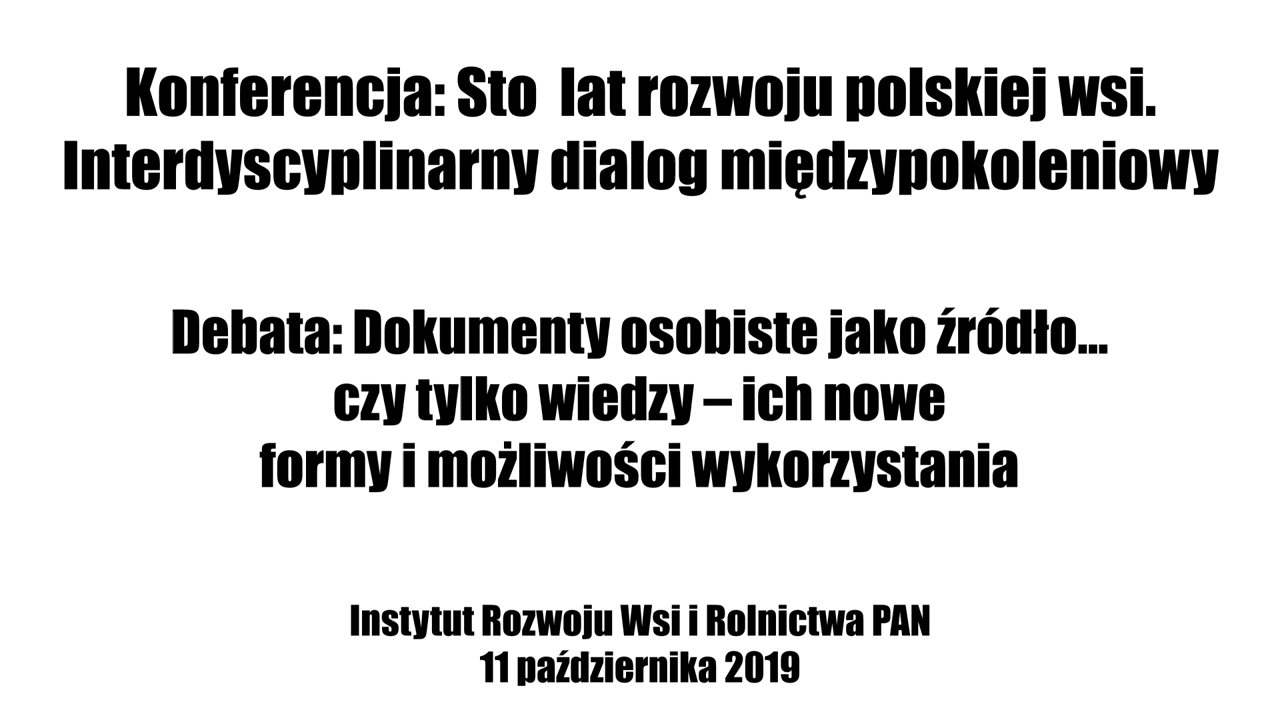 Konferencja: Sto  lat rozwoju polskiej wsi.
Interdyscyplinarny dialog międzypokoleniowy
Debata: Dokumenty osobiste jako źródło...
czy tylko wiedzy – ich nowe
formy i możliwości wykorzystania
Instytut Rozwoju Wsi i Rolnictwa PAN
11 października 2019